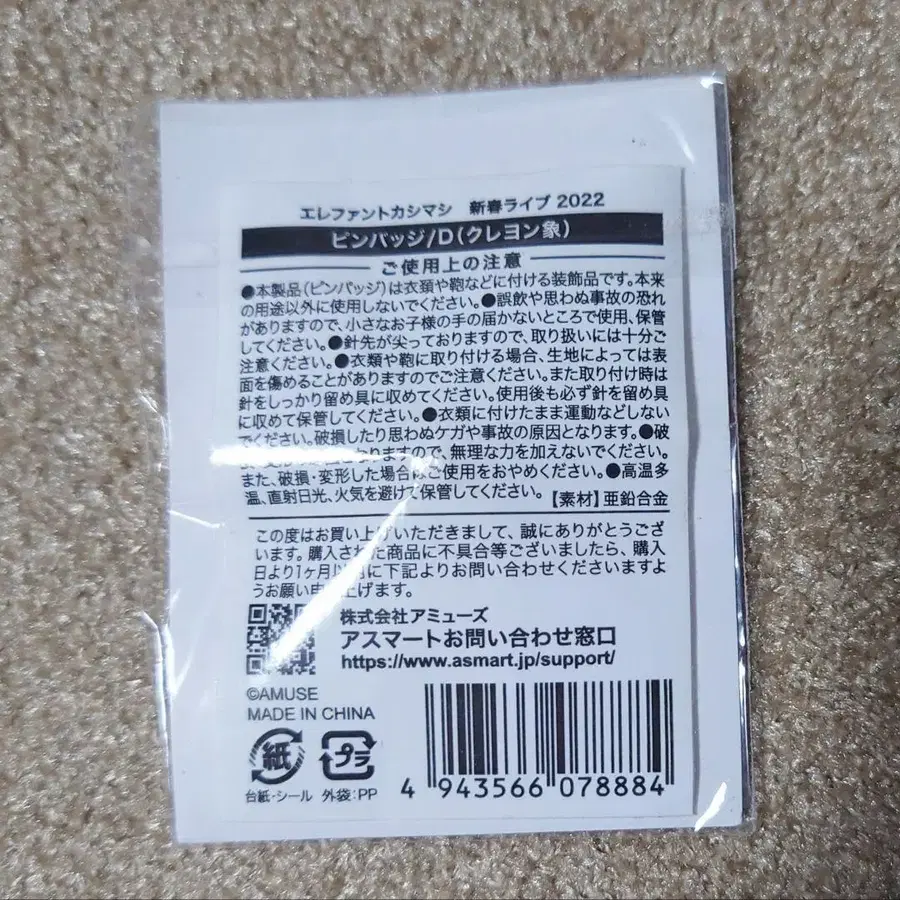 エレファントカシマシ 新春ライブ 2022
ピンバッジ/D(クレヨン象)
ご使用上の注意
●本製品(ピンバッジ)は衣類や鞄などに付ける装飾品です。本来
の用途以外に使用しないでください。●誤飲や思わぬ事故の恐れ
がありますので、小さなお子様の手の届かないところで使用、保管
してください。●針先が尖っておりますので、取り扱いには十分ご
注意ください。●衣類や鞄に取り付ける場合、生地によっては表
面を傷めることがありますのでご注意ください。また取り付け時は
針をしっかり留め具に収めてください。使用後も必ず針を留め具
に収めて保管してください。●衣類に付けたまま運動などしない
でください。破損したり思わぬケガや事故の原因となります。●破
となりますので、無理な力を加えないでください。
また、破損・変形した場合はご使用をおやめください。●高温多
湿、直射日光、火気を避けて保管してください。【素材】亜鉛合金
この度はお買い上げいただきまして、誠にありがとうござ
います。購入された商品に不具合等ございましたら、購入
日より1ヶ月以内に下記よりお問い合わせくださいますよ
うお願い申し上げます。
株式会社アミューズ
アスマートお問い合わせ窓口
https://www.asmart.jp/support/
©AMUSE
MADE IN CHINA
紙 プラ
台紙・シール 外袋:PP
4 943566 078884